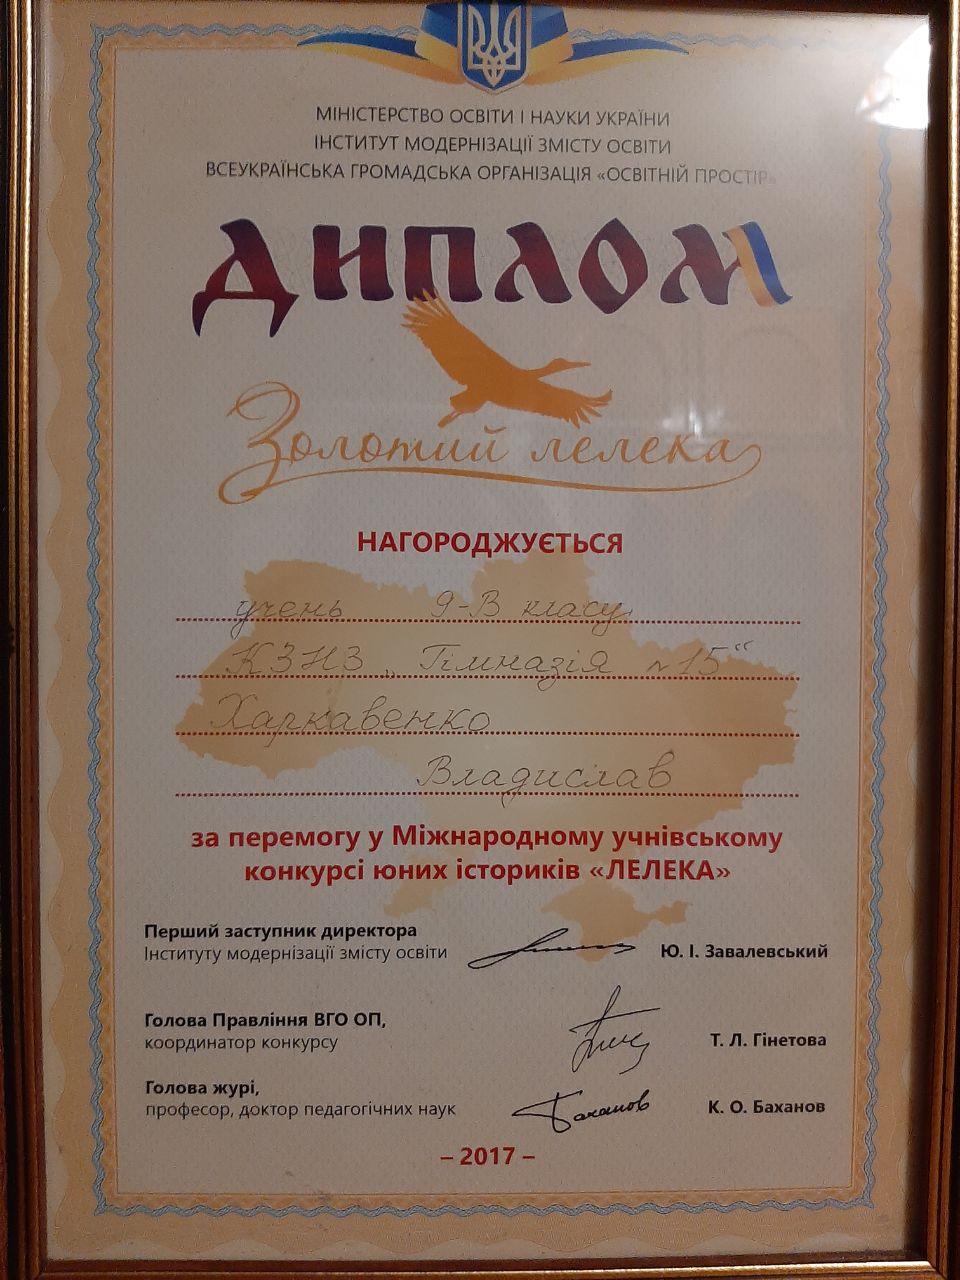 МІНІСТЕРСТВО ОСВІТИ І НАУКИ УКРАЇНИ
ІНСТИТУТ МОДЕРНІЗАЦІЇ ЗМІСТУ ОСВІТИ
ВСЕУКРАЇНСЬКА ГРОМАДСЬКА ОРГАНІЗАЦІЯ «ОСВІТНІЙ ПРОСТІР»
ДИПЛОМ
Золотий лелека
НАГОРОДЖУЄТЬСЯ
учень 9-В класу
КЗНЗ „Гімназія №15“
Харкавенко
Владислав
за перемогу у Міжнародному учнівському
конкурсі юних істориків «ЛЕЛЕКА»
Перший заступник директора
Інституту модернізації змісту освіти Ю. І. Завалевський
Голова Правління ВГО ОП,
координатор конкурсу Т. Л. Гінетова
Голова журі,
професор, доктор педагогічних наук Баханов К. О. Баханов
– 2017 –